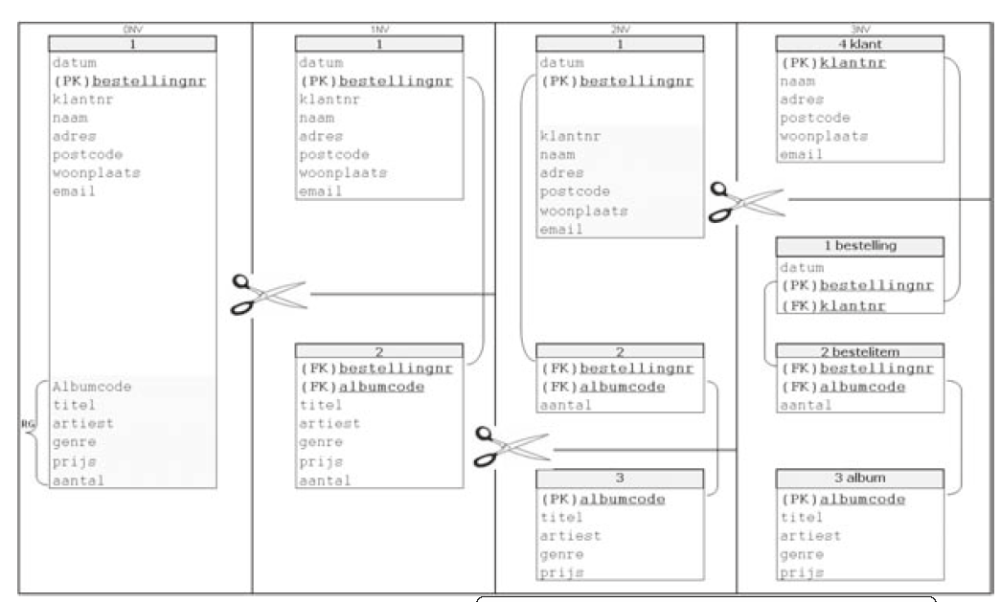 0NV
1
datum
(PK)bestellingnr
klantnr
naam
adres
postcode
woonplaats
email
RG
Albumcode
titel
artiest
genre
prijs
aantal
1NV
1
datum
(PK)bestellingnr
klantnr
naam
adres
postcode
woonplaats
email
2
(FK)bestellingnr
(FK)albumcode
titel
artiest
genre
prijs
aantal
2NV
1
datum
(PK)bestellingnr
klantnr
naam
adres
postcode
woonplaats
email
2
(FK)bestellingnr
(FK)albumcode
aantal
3
(PK)albumcode
titel
artiest
genre
prijs
3NV
4 klant
(PK)klantnr
naam
adres
postcode
woonplaats
email
1 bestelling
datum
(PK)bestellingnr
(FK)klantnr
2 bestelitem
(FK)bestellingnr
(FK)albumcode
aantal
3 album
(PK)albumcode
titel
artiest
genre
prijs